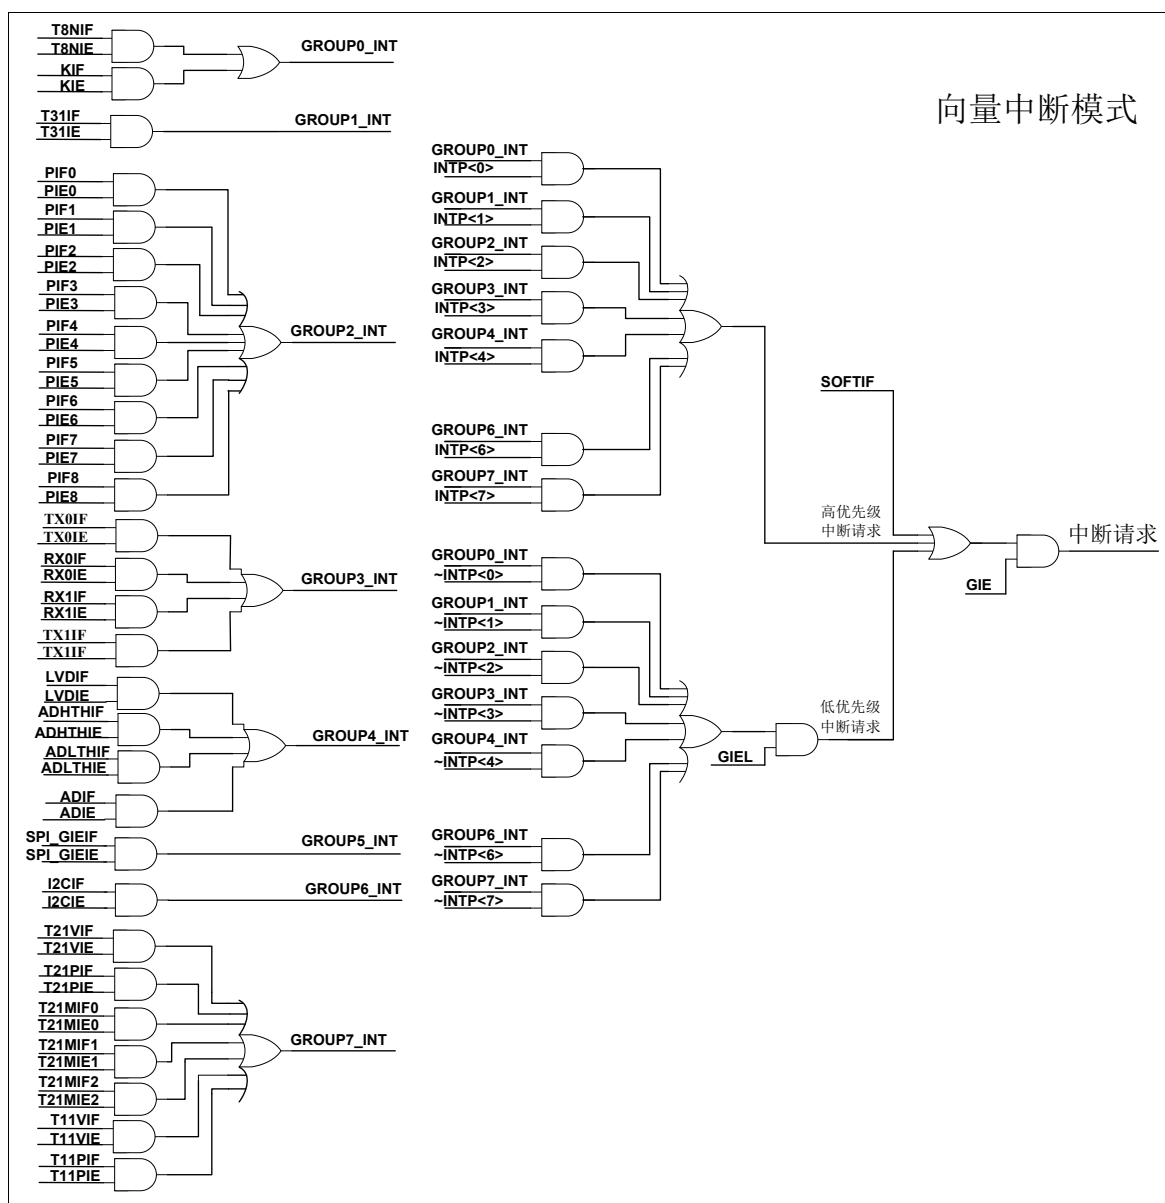 T8NIF
T8NIE
KIF
KIE
GROUP0_INT
T31IF
T31IE
GROUP1_INT
向量中断模式
PIF0
PIE0
PIF1
PIE1
PIF2
PIE2
PIF3
PIE3
PIF4
PIE4
PIF5
PIE5
PIF6
PIE6
PIF7
PIE7
PIF8
PIE8
GROUP2_INT
TX0IF
TX0IE
RX0IF
RX0IE
RX1IF
RX1IE
TX1IF
TX1IF
GROUP3_INT
LVDIF
LVDIE
ADHTHIF
ADHTHIE
ADLTHIF
ADLTHIE
ADIF
ADIE
GROUP4_INT
SPI_GIEIF
SPI_GIEIE
GROUP5_INT
I2CIF
I2CIE
GROUP6_INT
T21VIF
T21VIE
T21PIF
T21PIE
T21MIF0
T21MIE0
T21MIF1
T21MIE1
T21MIF2
T21MIE2
T11VIF
T11VIE
T11PIF
T11PIE
GROUP7_INT
GROUP0_INT
INTP<0>
GROUP1_INT
INTP<1>
GROUP2_INT
INTP<2>
GROUP3_INT
INTP<3>
GROUP4_INT
INTP<4>
GROUP6_INT
INTP<6>
GROUP7_INT
INTP<7>
GROUP0_INT
~INTP<0>
GROUP1_INT
~INTP<1>
GROUP2_INT
~INTP<2>
GROUP3_INT
~INTP<3>
GROUP4_INT
~INTP<4>
GROUP6_INT
~INTP<6>
GROUP7_INT
~INTP<7>
SOFTIF
高优先级
中断请求
GIEL
低优先级
中断请求
GIE
中断请求